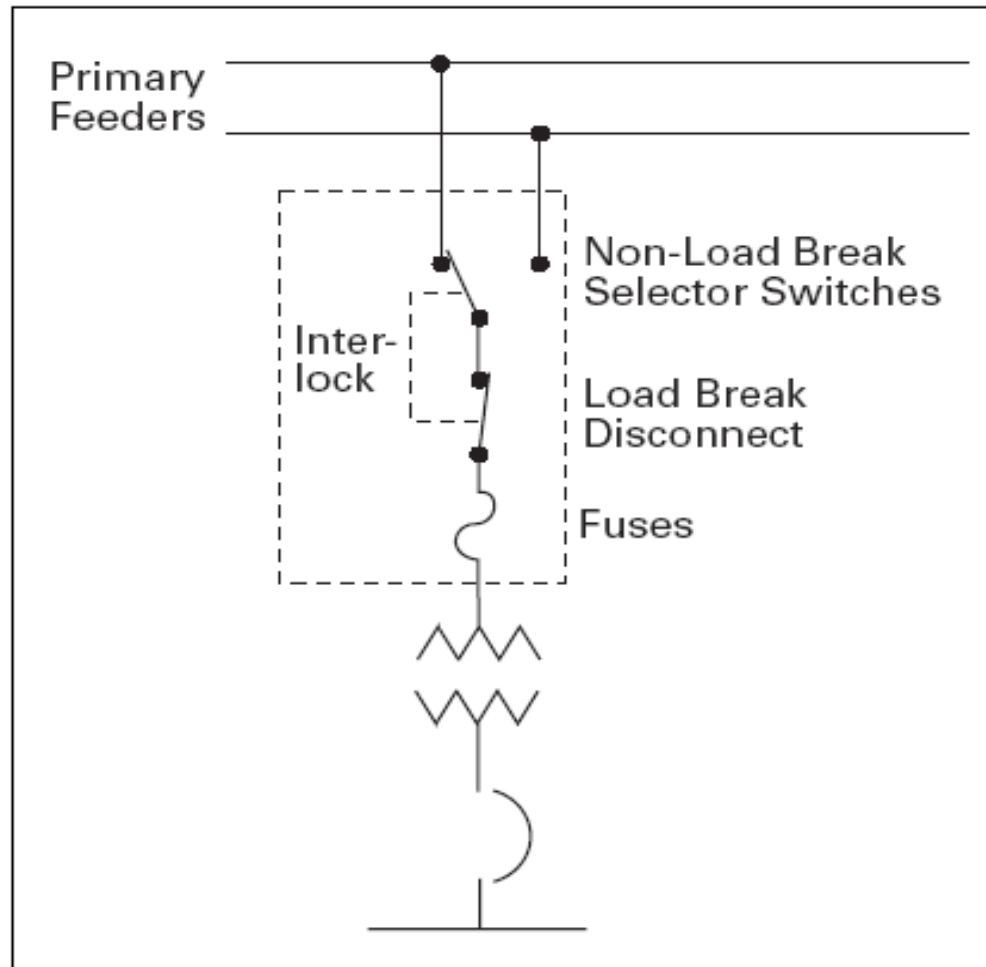 Primary
Feeders
Non-Load Break
Selector Switches
Inter-
lock
Load Break
Disconnect
Fuses